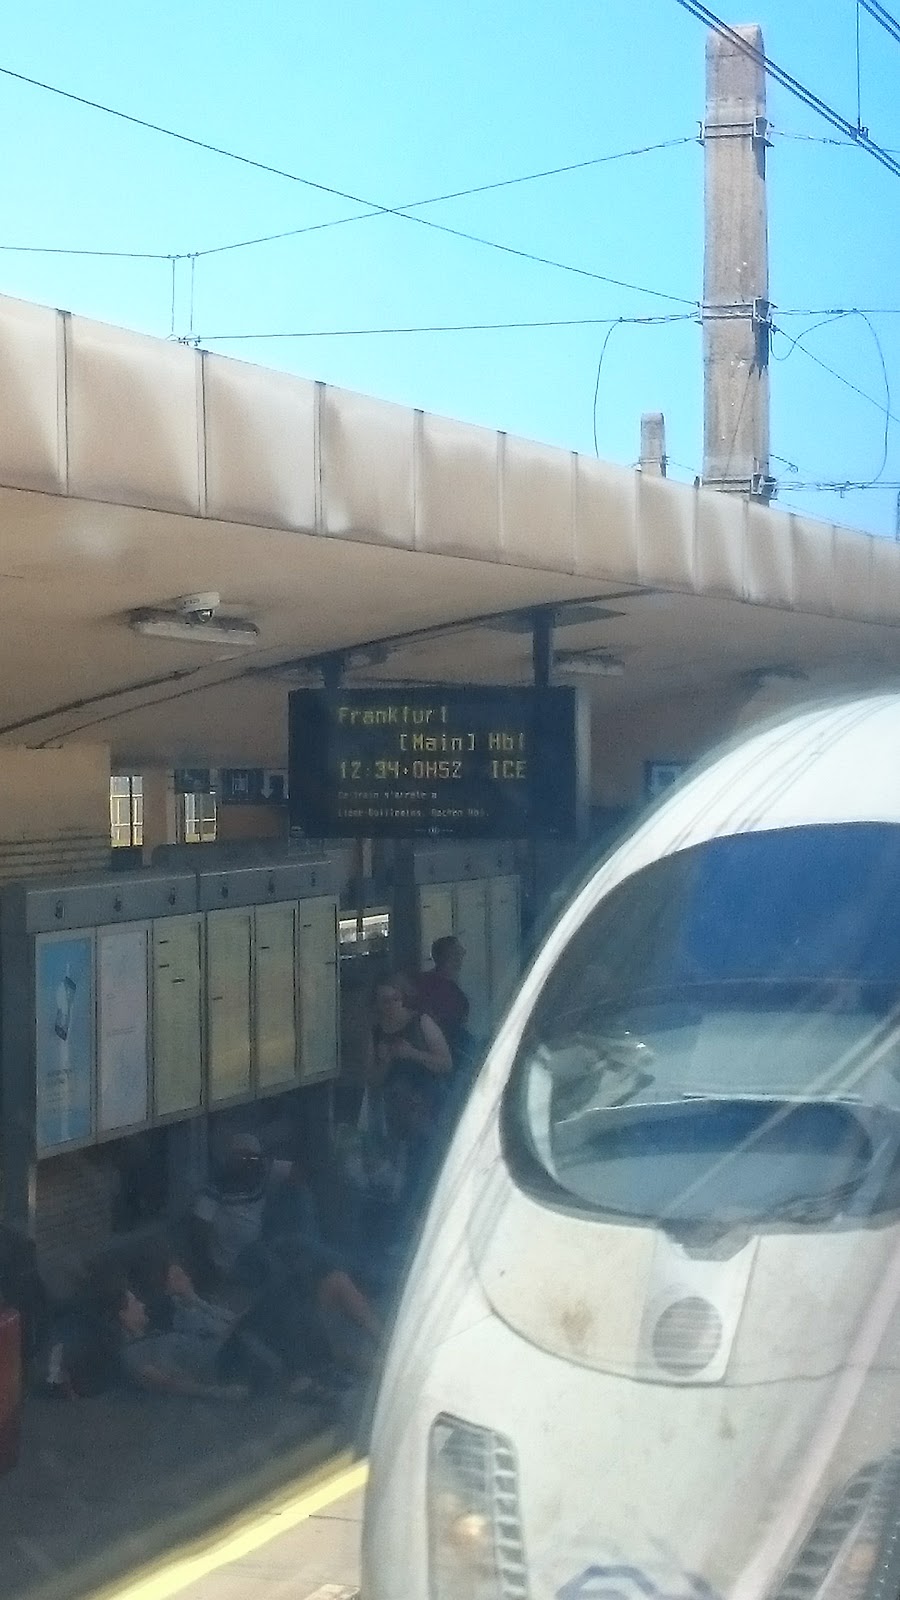 Frankfurt
[Main] Hbf
12:34+0H52 ICE
Ce train s'arrête à
Liège-Guillemins, Aachen Hbf.